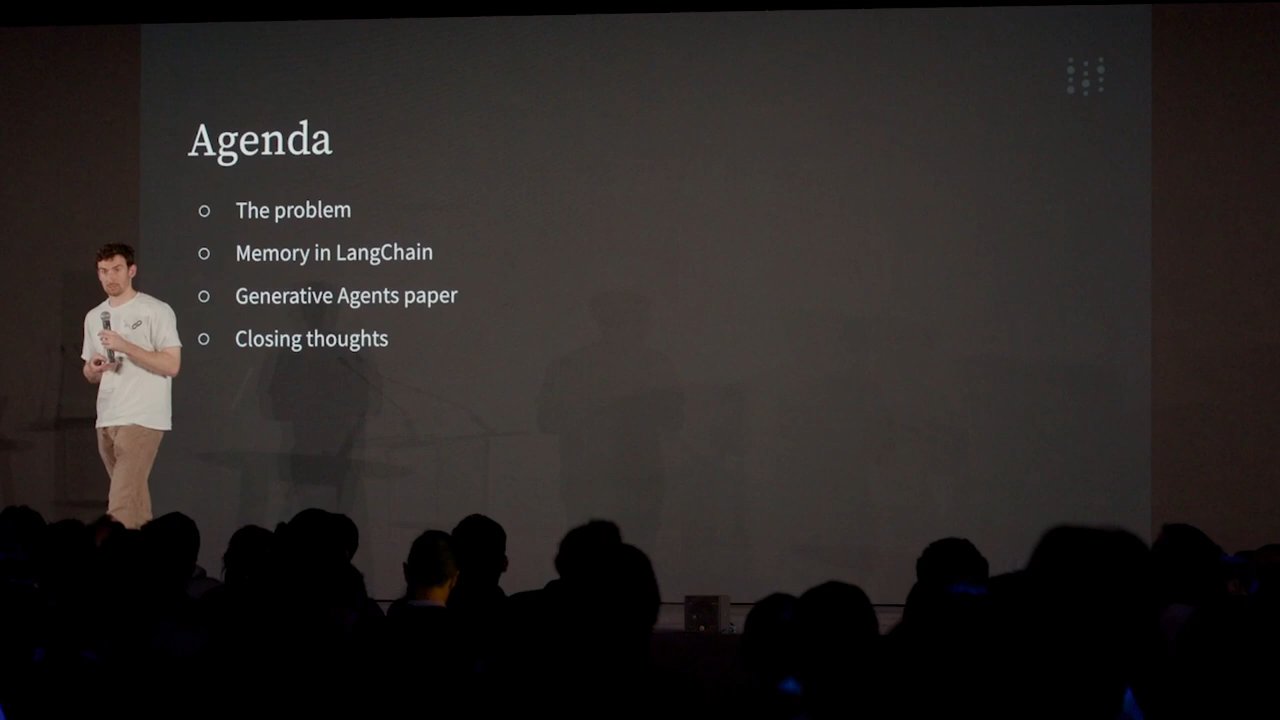 Agenda
The problem
Memory in LangChain
Generative Agents paper
Closing thoughts